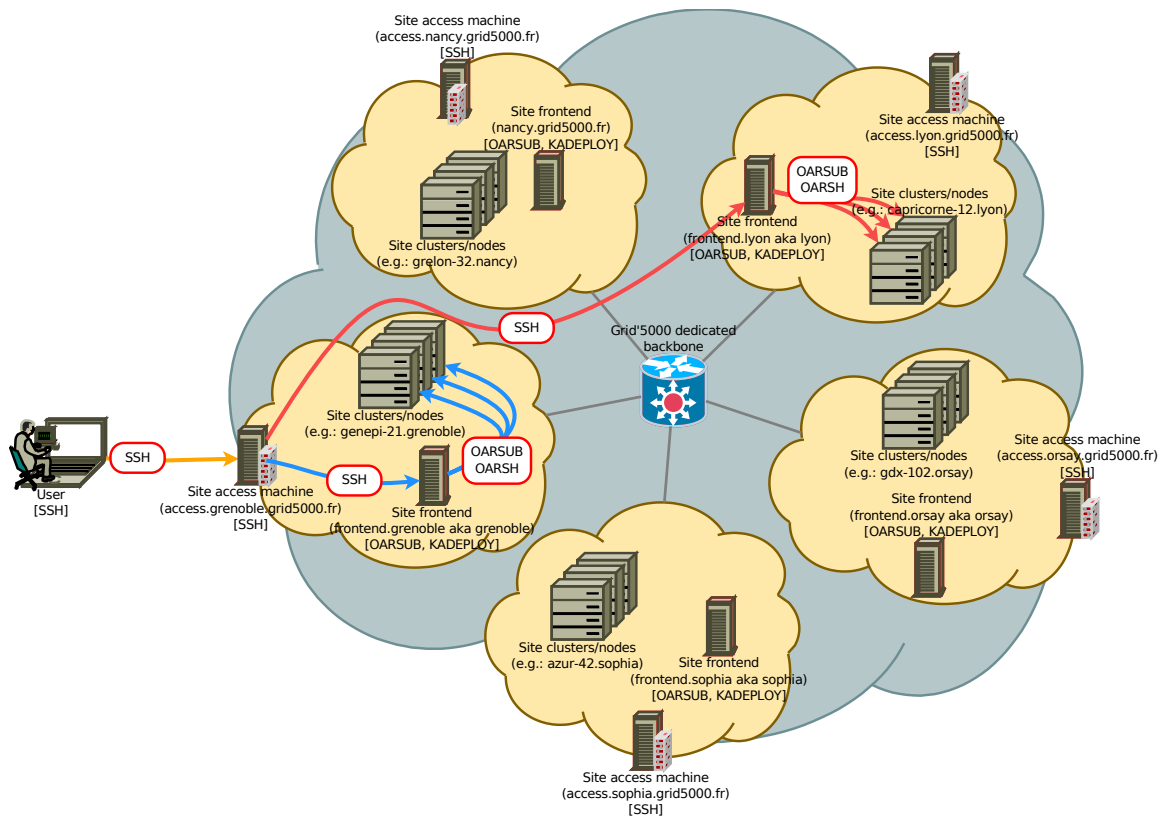 Site access machine
(access.nancy.grid5000.fr)
[SSH]
Site frontend
(nancy.grid5000.fr)
[OARSUB, KADEPLOY]
Site clusters/nodes
(e.g.: grelon-32.nancy)
Site access machine
(access.lyon.grid5000.fr)
[SSH]
OARSUB
OARSH
Site clusters/nodes
(e.g.: capricorne-12.lyon)
Site frontend
(frontend.lyon aka lyon)
[OARSUB, KADEPLOY]
SSH
Grid'5000 dedicated
backbone
Site clusters/nodes
(e.g.: genepi-21.grenoble)
OARSUB
OARSH
SSH
User
[SSH]
Site access machine
(access.grenoble.grid5000.fr)
[SSH]
SSH
Site frontend
(frontend.grenoble aka grenoble)
[OARSUB, KADEPLOY]
Site access machine
(access.orsay.grid5000.fr)
[SSH]
Site clusters/nodes
(e.g.: gdx-102.orsay)
Site frontend
(frontend.orsay aka orsay)
[OARSUB, KADEPLOY]
Site clusters/nodes
(e.g.: azur-42.sophia)
Site frontend
(frontend.sophia aka sophia)
[OARSUB, KADEPLOY]
Site access machine
(access.sophia.grid5000.fr)
[SSH]